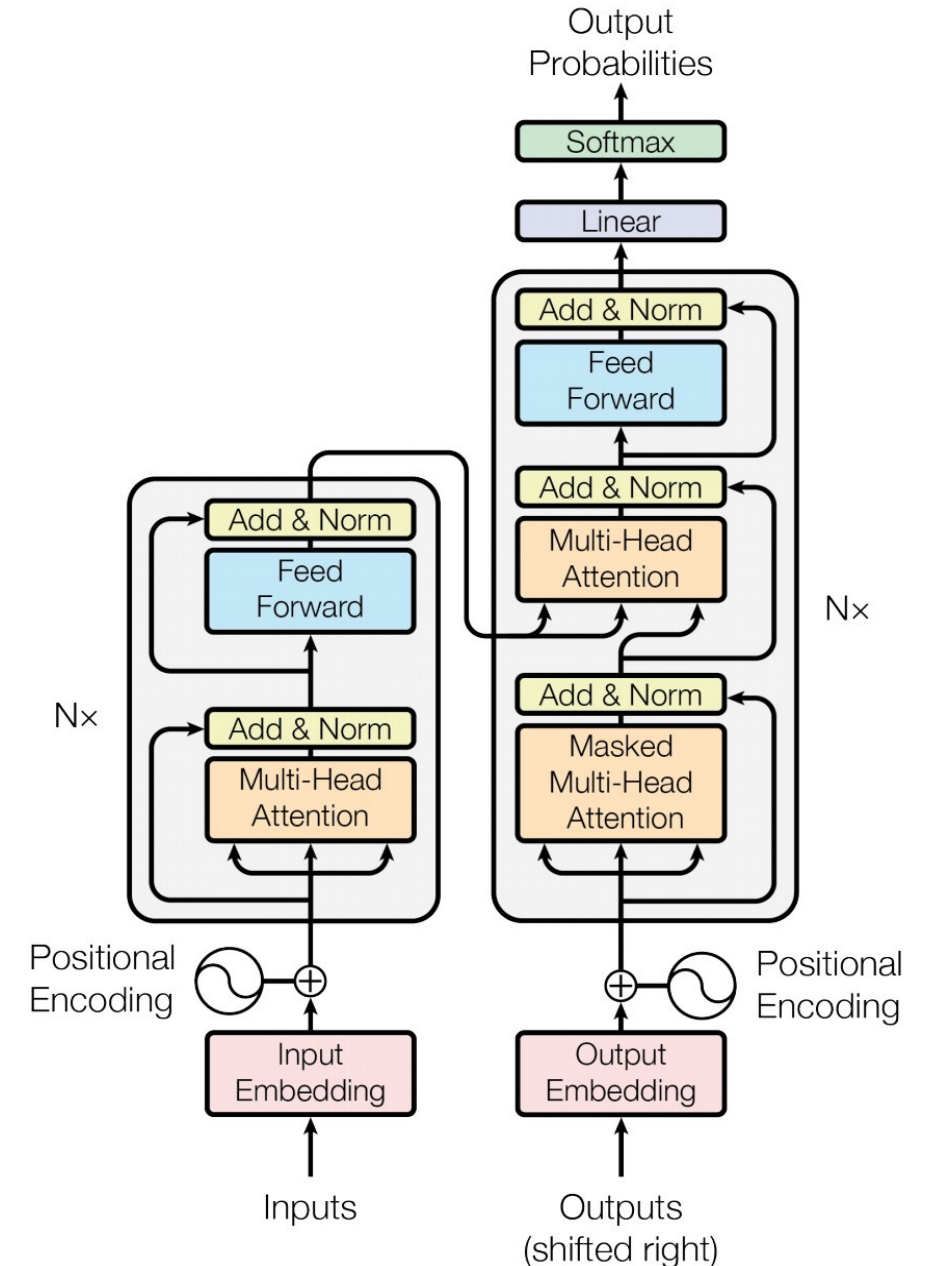 Output
Probabilities
Softmax
Linear
Add & Norm
Feed
Forward
Add & Norm
Multi-Head
Attention
Nx
Add & Norm
Masked
Multi-Head
Attention
Add & Norm
Feed
Forward
Nx
Add & Norm
Multi-Head
Attention
Positional
Encoding
Positional
Encoding
Input
Embedding
Output
Embedding
Inputs
Outputs
(shifted right)